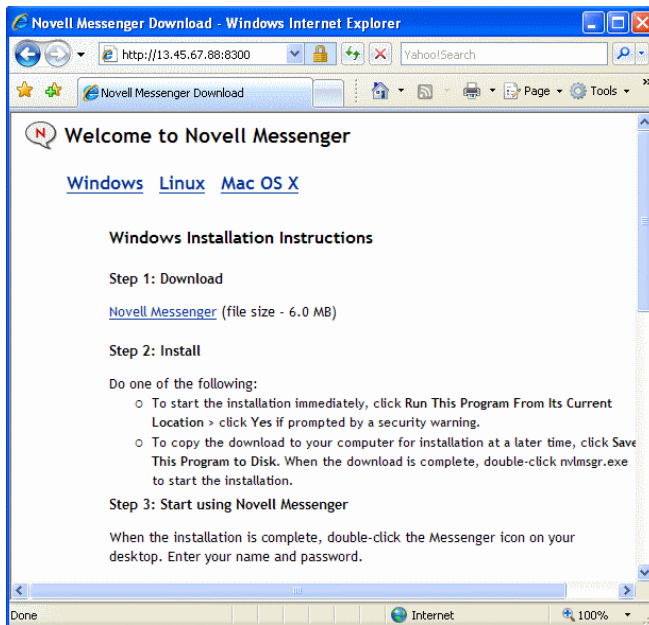 Novell Messenger Download - Windows Internet Explorer
http://13.45.67.88:8300
Yahoo! Search
Novell Messenger Download
Page
Tools
»
N
Welcome to Novell Messenger
Windows Linux Mac OS X
Windows Installation Instructions
Step 1: Download
Novell Messenger (file size - 6.0 MB)
Step 2: Install
Do one of the following:
o To start the installation immediately, click Run This Program From Its Current
Location > click Yes if prompted by a security warning.
o To copy the download to your computer for installation at a later time, click Save
This Program to Disk. When the download is complete, double-click nvlmsgr.exe
to start the installation.
Step 3: Start using Novell Messenger
When the installation is complete, double-click the Messenger icon on your
desktop. Enter your name and password.
Done
Internet
100%